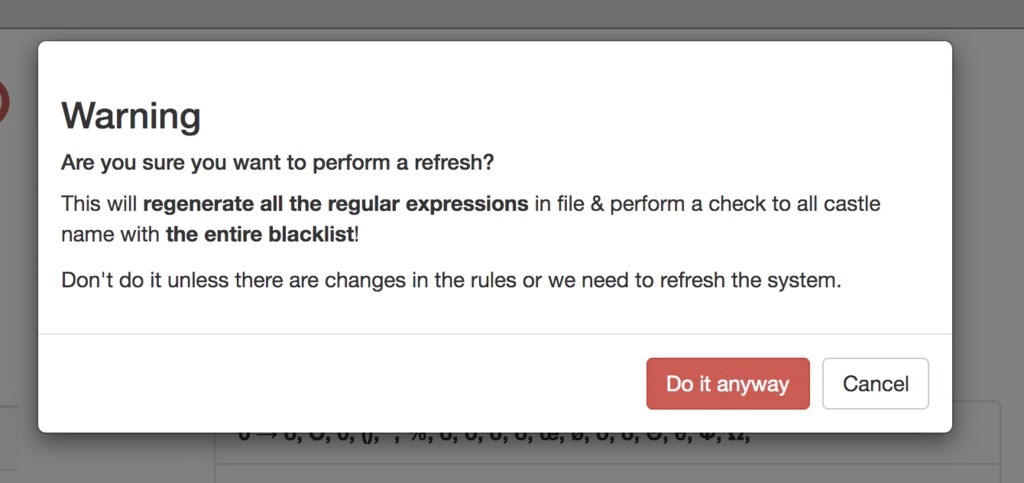 Warning
Are you sure you want to perform a refresh?
This will regenerate all the regular expressions in file & perform a check to all castle
name with the entire blacklist!
Don't do it unless there are changes in the rules or we need to refresh the system.
Do it anyway
Cancel